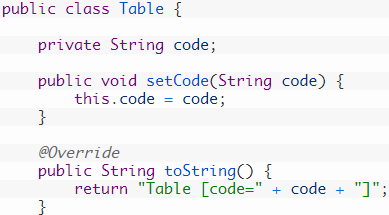 public class Table {
    private String code;
    public void setCode(String code) {
        this.code = code;
    }
    @Override
    public String toString() {
        return "Table [code=" + code + "]";
    }